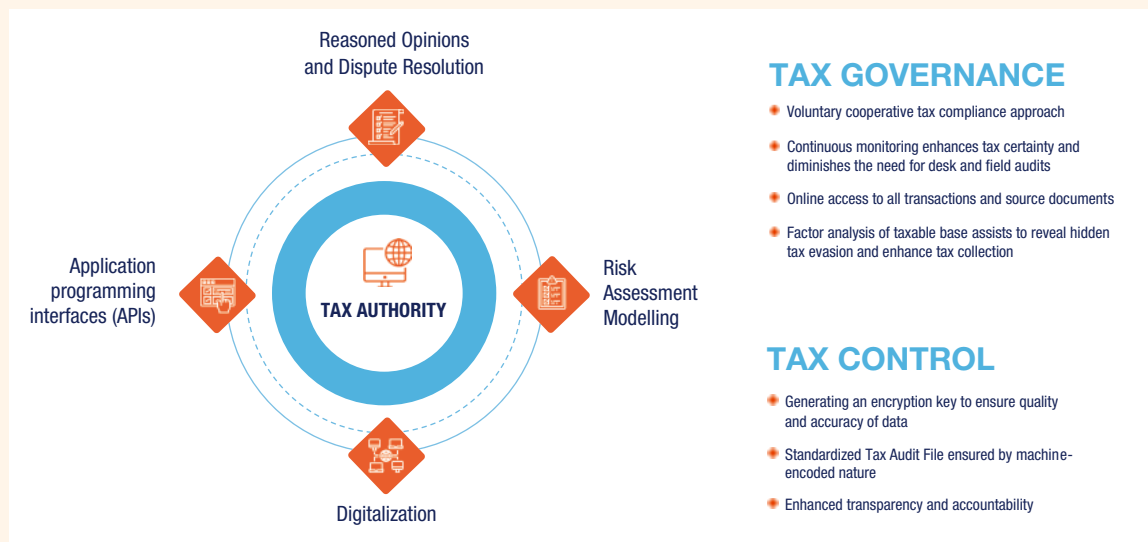 Reasoned Opinions
and Dispute Resolution
Application
programming
interfaces (APIs)
TAX AUTHORITY
Risk
Assessment
Modelling
Digitalization
TAX GOVERNANCE
Voluntary cooperative tax compliance approach
Continuous monitoring enhances tax certainty and
diminishes the need for desk and field audits
Online access to all transactions and source documents
Factor analysis of taxable base assists to reveal hidden
tax evasion and enhance tax collection
TAX CONTROL
Generating an encryption key to ensure quality
and accuracy of data
Standardized Tax Audit File ensured by machine-
encoded nature
Enhanced transparency and accountability